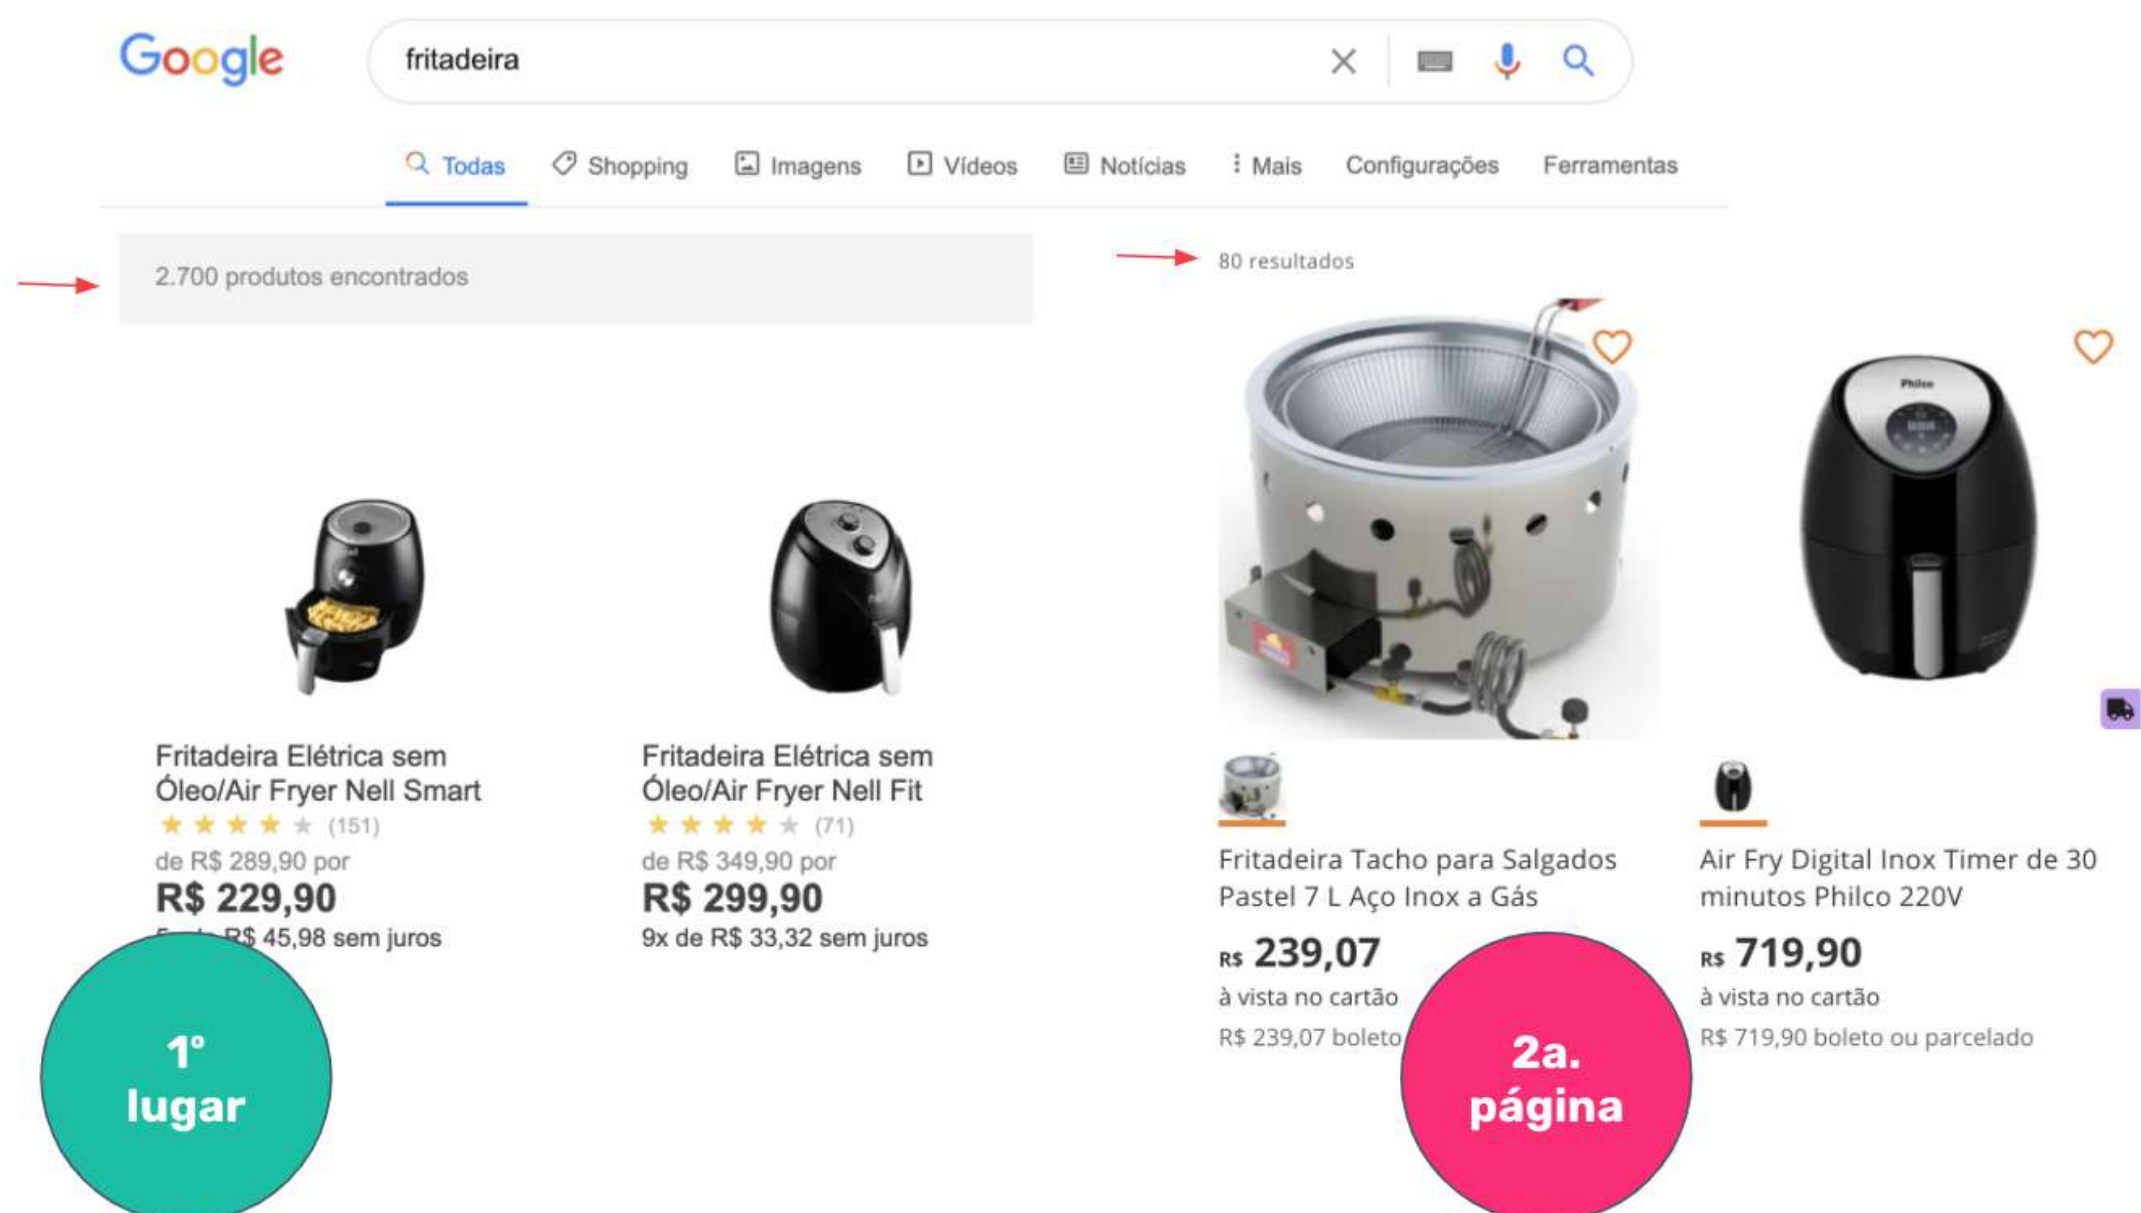 Google
fritadeira
Todas
Shopping
Imagens
Vídeos
Notícias
Mais
Configurações
Ferramentas
2.700 produtos encontrados
80 resultados
Philco
Fritadeira Elétrica sem
Óleo/Air Fryer Nell Smart
(151)
de R$ 289,90 por
R$ 229,90
R$ 45,98 sem juros
Fritadeira Elétrica sem
Óleo/Air Fryer Nell Fit
(71)
de R$ 349,90 por
R$ 299,90
9x de R$ 33,32 sem juros
Fritadeira Tacho para Salgados
Pastel 7 L Aço Inox a Gás
R$ 239,07
à vista no cartão
R$ 239,07 boleto
Air Fry Digital Inox Timer de 30
minutos Philco 220V
R$ 719,90
à vista no cartão
R$ 719,90 boleto ou parcelado
1º
lugar
2a.
página